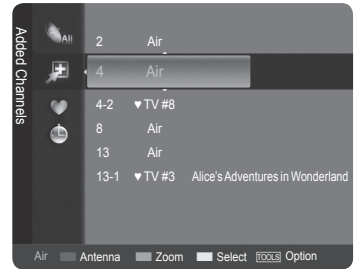 Added Channels
All
2 Air
4 Air
4-2 ♥ TV #8
8 Air
13 Air
13-1 ♥ TV #3 Alice's Adventures in Wonderland
Air Antenna Zoom Select TOOLS Option